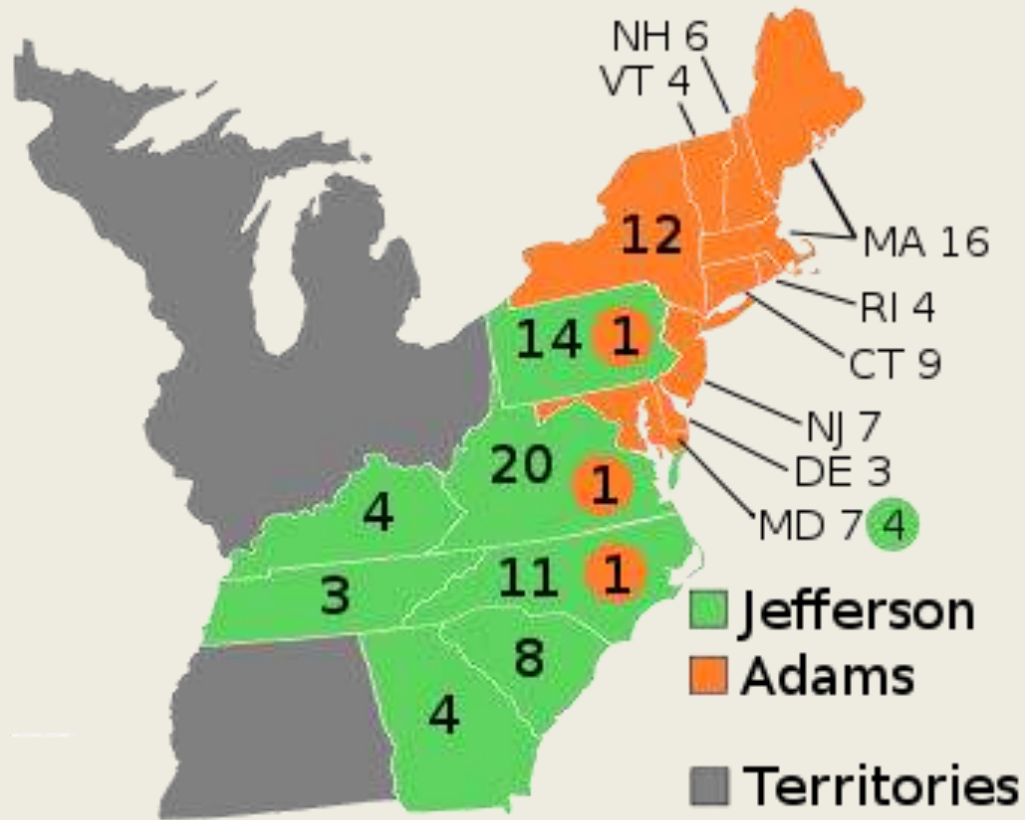 NH 6
VT 4
12
MA 16
RI 4
14 1
CT 9
NJ 7
20 1
DE 3
4
MD 7 4
11 1
3
Jefferson
8
Adams
4
Territories